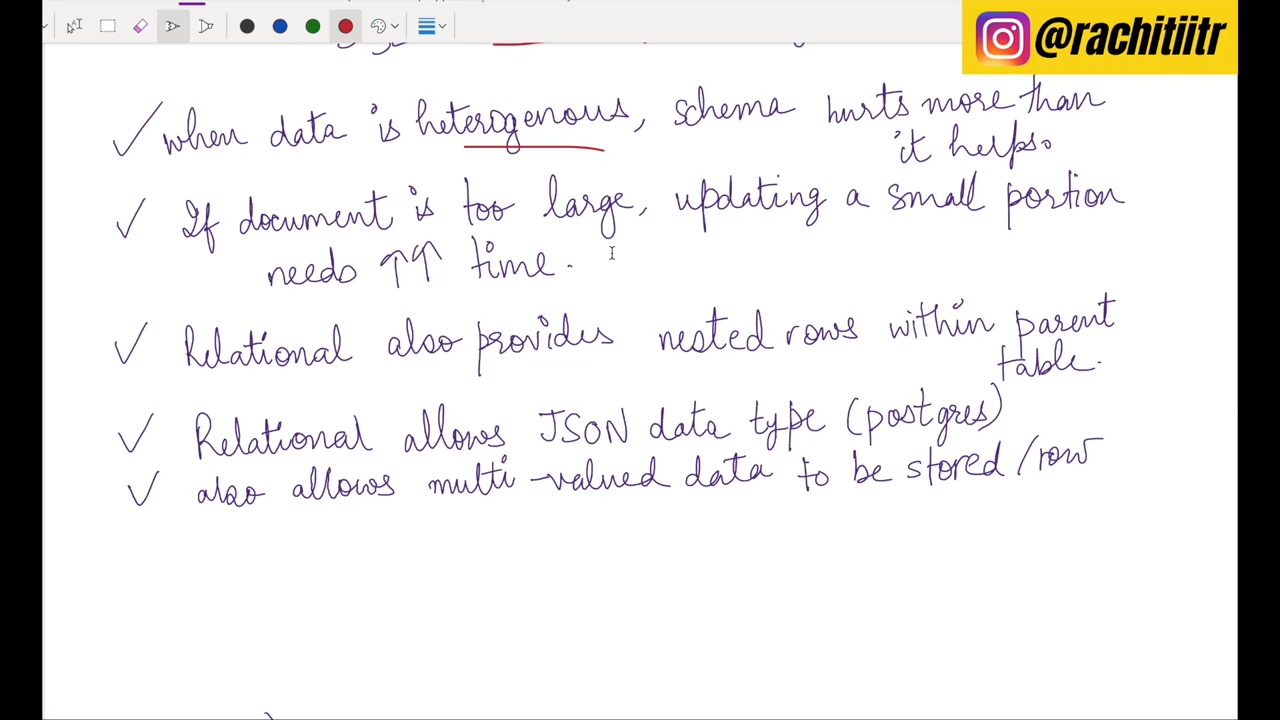 @rachitiitr
✓ when data is heterogenous, schema hurts more than
it helps.
✓ If document is too large, updating a small portion
needs ↑↑ time.
✓ Relational also provides nested rows within parent
table.
✓ Relational allows JSON data type (postgres)
✓ also allows multi-valued data to be stored /row